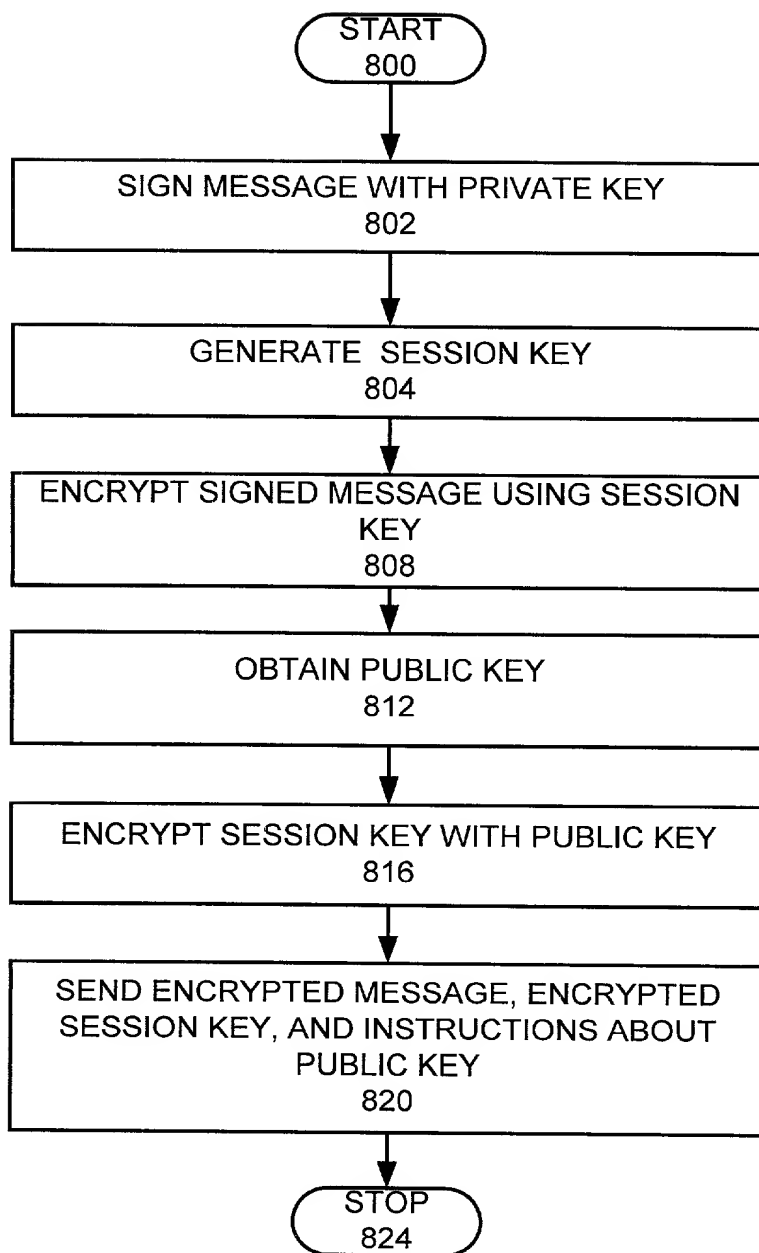 START
800
SIGN MESSAGE WITH PRIVATE KEY
802
GENERATE SESSION KEY
804
ENCRYPT SIGNED MESSAGE USING SESSION
KEY
808
OBTAIN PUBLIC KEY
812
ENCRYPT SESSION KEY WITH PUBLIC KEY
816
SEND ENCRYPTED MESSAGE, ENCRYPTED
SESSION KEY, AND INSTRUCTIONS ABOUT
PUBLIC KEY
820
STOP
824